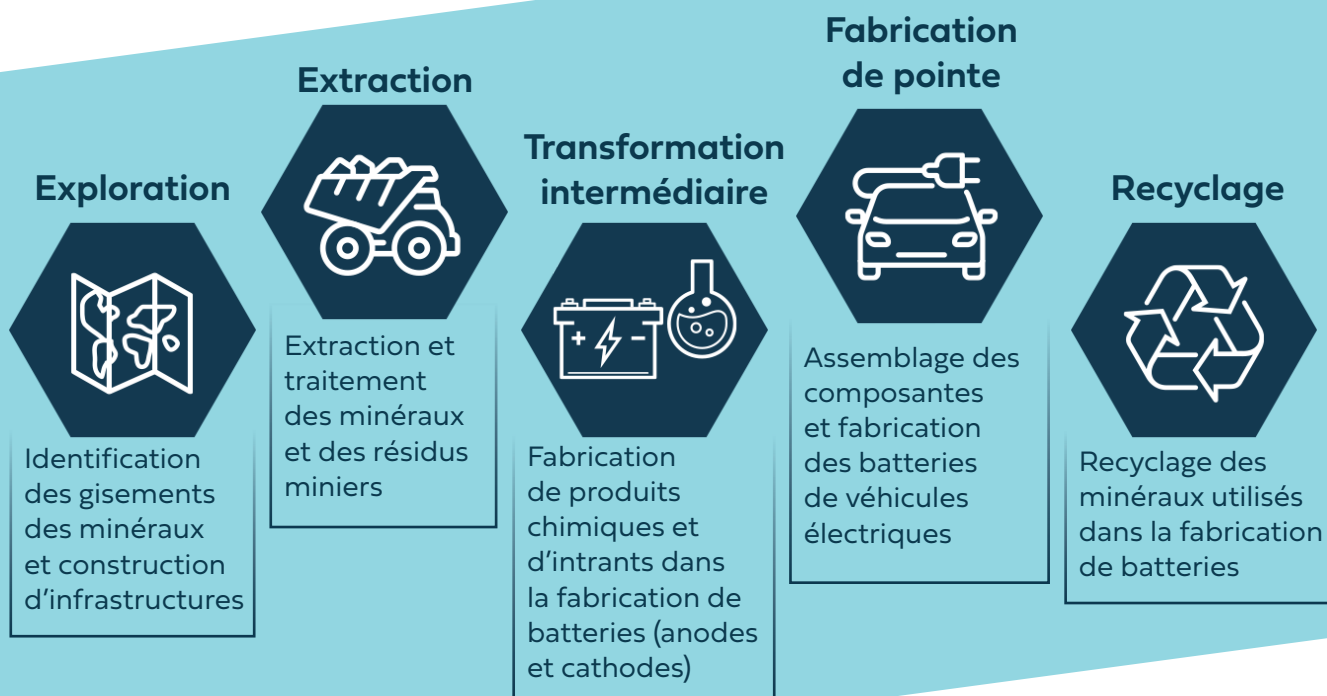 Exploration
Identification
des gisements
des minéraux
et construction
d'infrastructures
Extraction
Extraction et
traitement
des minéraux
et des résidus
miniers
Transformation
intermédiaire
+ -
Fabrication
de produits
chimiques et
d'intrants dans
la fabrication de
batteries (anodes
et cathodes)
Fabrication
de pointe
Assemblage des
composantes
et fabrication
des batteries
de véhicules
électriques
Recyclage
Recyclage des
minéraux utilisés
dans la fabrication
de batteries